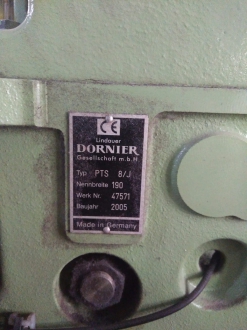 CE
Lindauer
DORNIER
Gesellschaft m.b.H
Typ PTS 8/J
Nennbreite 190
Werk Nr. 47571
Baujahr 2005
Made in Germany